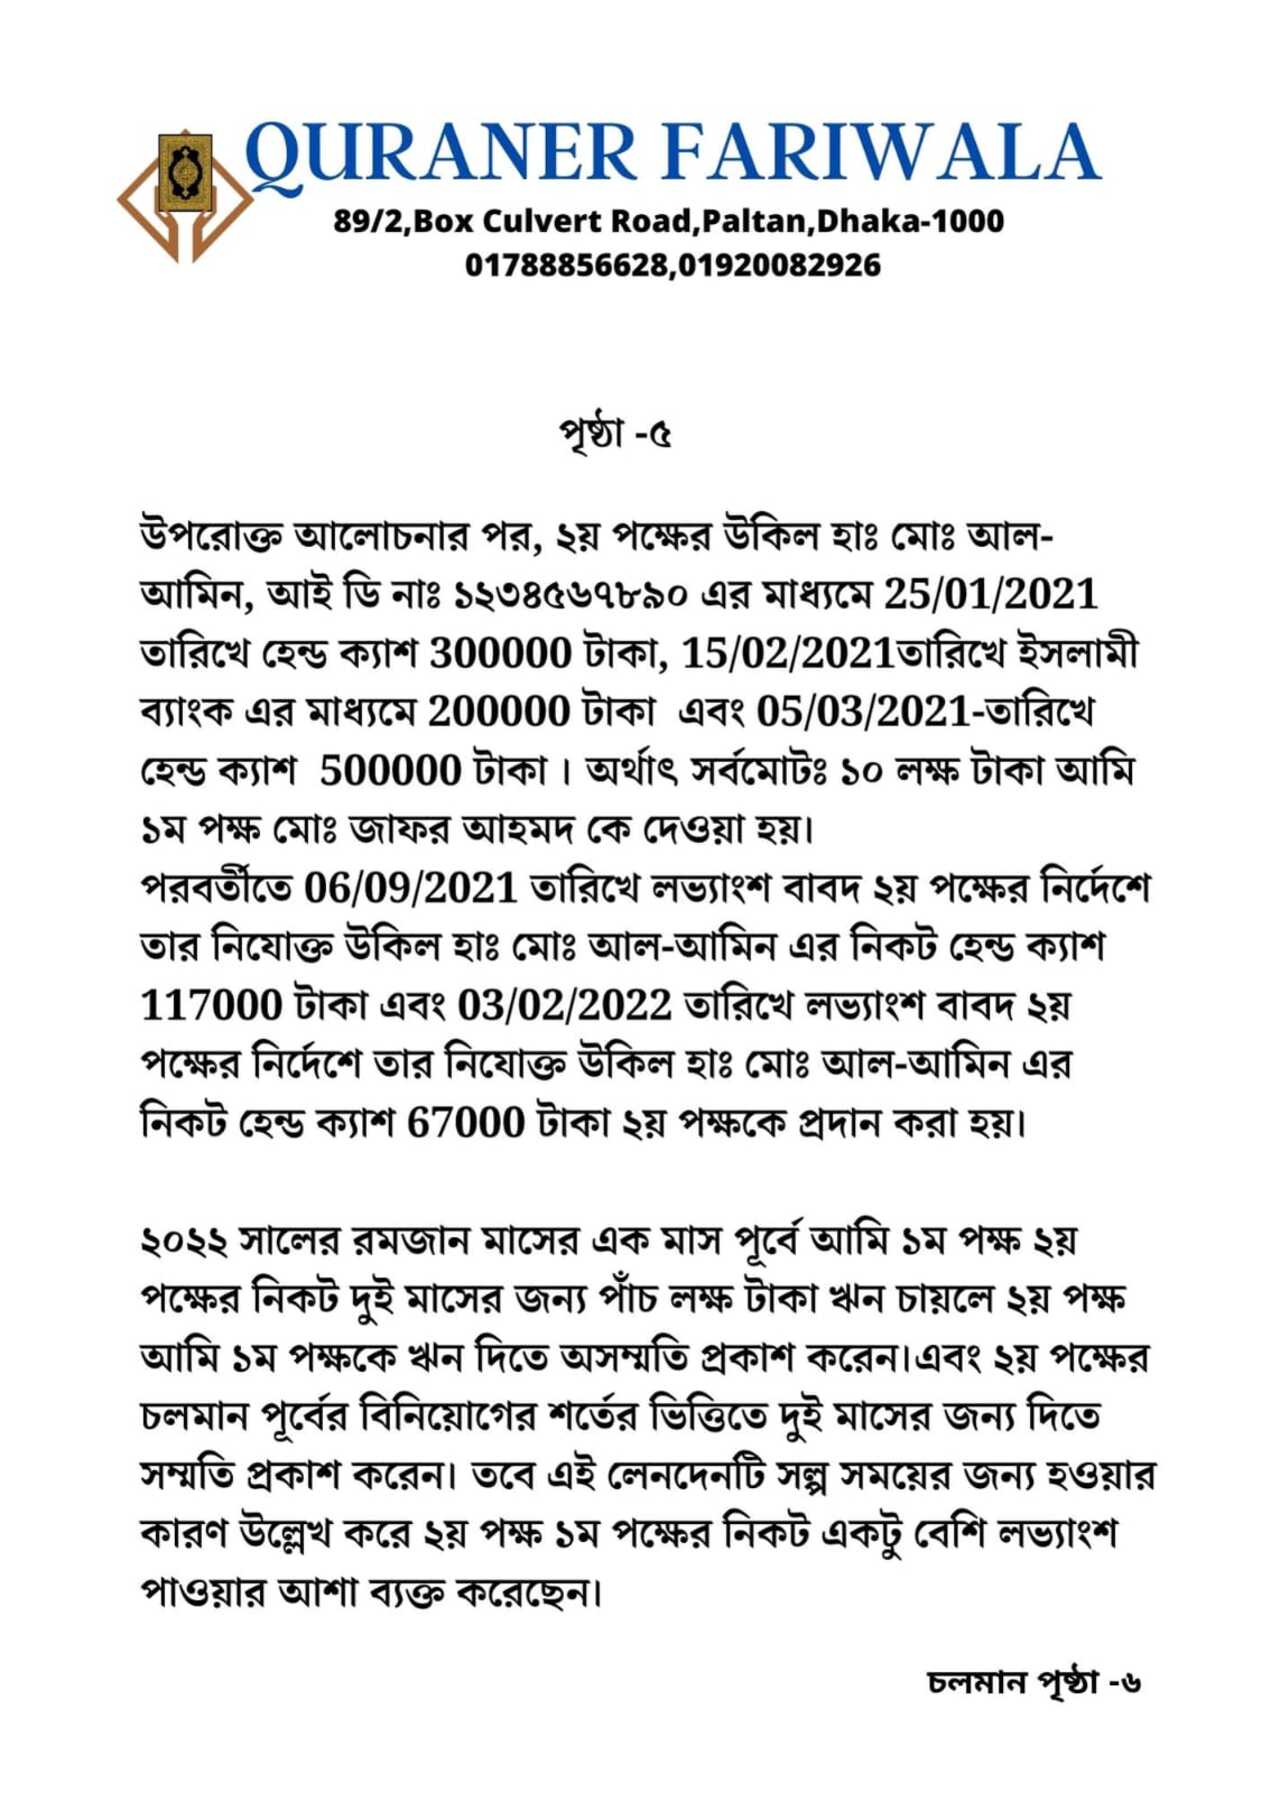 QURANER FARIWALA
89/2,Box Culvert Road,Paltan,Dhaka-1000
01788856628,01920082926
পৃষ্ঠা -৫
উপরোক্ত আলোচনার পর, ২য় পক্ষের উকিল হাঃ মোঃ আল-
আমিন, আই ডি নাঃ ১২৩৪৫৬৭৮৯০ এর মাধ্যমে 25/01/2021
তারিখে হেন্ড ক্যাশ 300000 টাকা, 15/02/2021তারিখে ইসলামী
ব্যাংক এর মাধ্যমে 200000 টাকা এবং 05/03/2021-তারিখে
হেন্ড ক্যাশ 500000 টাকা। অর্থাৎ সর্বমোটঃ ১০ লক্ষ টাকা আমি
১ম পক্ষ মোঃ জাফর আহমদ কে দেওয়া হয়।
পরবর্তীতে 06/09/2021 তারিখে লভ্যাংশ বাবদ ২য় পক্ষের নির্দেশে
তার নিযোক্ত উকিল হাঃ মোঃ আল-আমিন এর নিকট হেন্ড ক্যাশ
117000 টাকা এবং 03/02/2022 তারিখে লভ্যাংশ বাবদ ২য়
পক্ষের নির্দেশে তার নিযোক্ত উকিল হাঃ মোঃ আল-আমিন এর
নিকট হেন্ড ক্যাশ 67000 টাকা ২য় পক্ষকে প্রদান করা হয়।
২০২২ সালের রমজান মাসের এক মাস পূর্বে আমি ১ম পক্ষ ২য়
পক্ষের নিকট দুই মাসের জন্য পাঁচ লক্ষ টাকা ঋন চায়লে ২য় পক্ষ
আমি ১ম পক্ষকে ঋন দিতে অসম্মতি প্রকাশ করেন।এবং ২য় পক্ষের
চলমান পূর্বের বিনিয়োগের শর্তের ভিত্তিতে দুই মাসের জন্য দিতে
সম্মতি প্রকাশ করেন। তবে এই লেনদেনটি সল্প সময়ের জন্য হওয়ার
কারণ উল্লেখ করে ২য় পক্ষ ১ম পক্ষের নিকট একটু বেশি লভ্যাংশ
পাওয়ার আশা ব্যক্ত করেছেন।
চলমান পৃষ্ঠা -৬